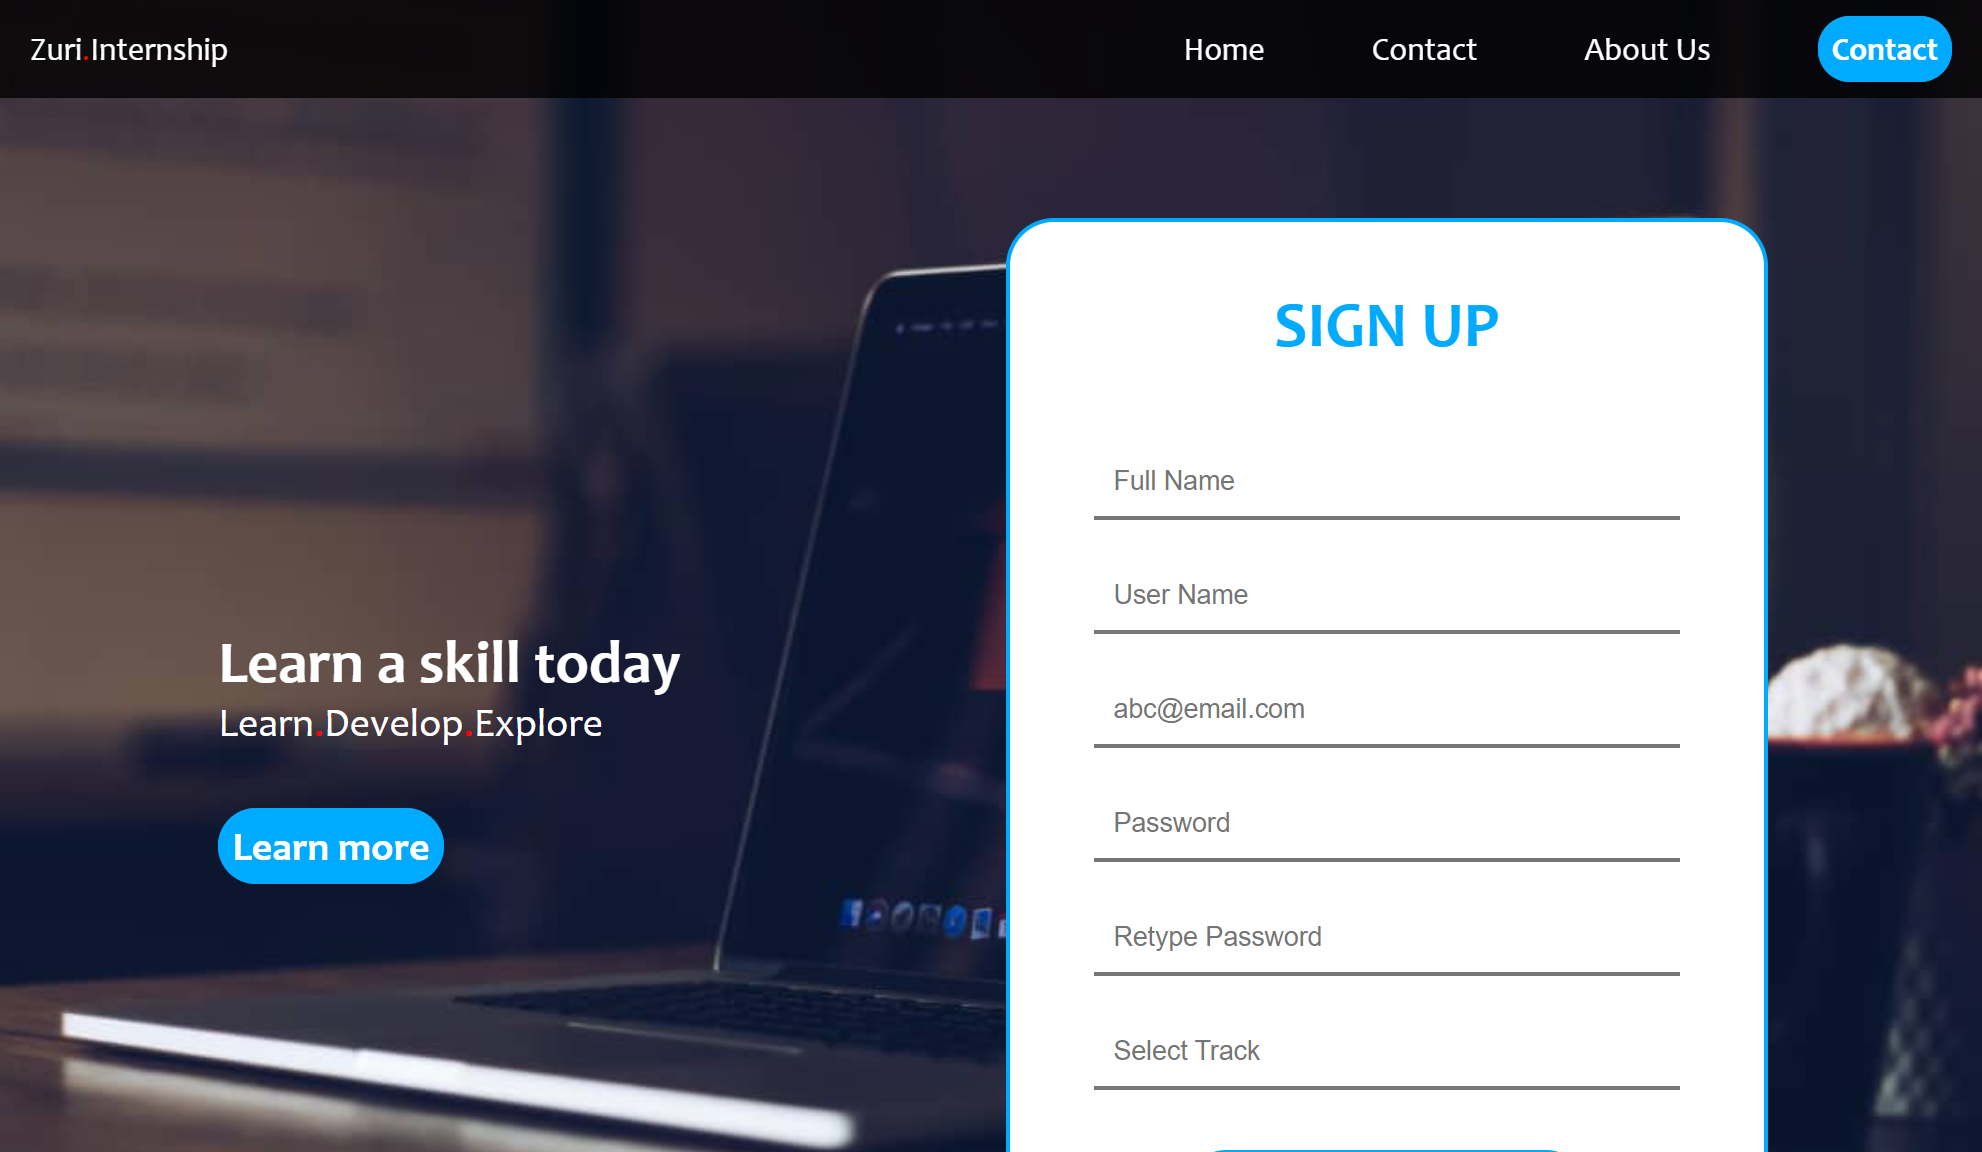 Zuri.Internship
Home
Contact
About Us
Contact
Learn a skill today
Learn.Develop.Explore
Learn more
SIGN UP
Full Name
User Name
abc@email.com
Password
Retype Password
Select Track